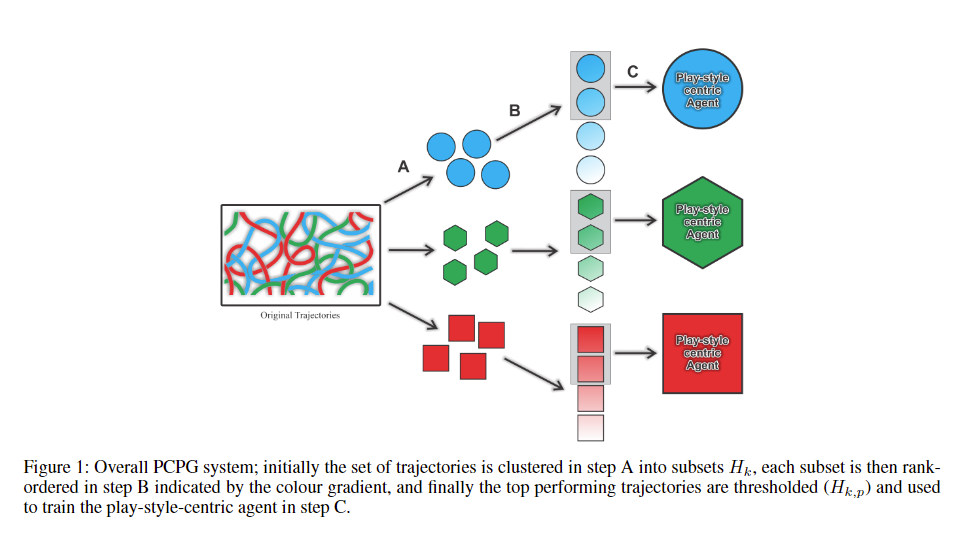 C
Play-style
centric
Agent
B
A
Play-style
centric
Agent
Original Trajectories
Play-style
centric
Agent
Figure 1: Overall PCPG system; initially the set of trajectories is clustered in step A into subsets H_k, each subset is then rank-
ordered in step B indicated by the colour gradient, and finally the top performing trajectories are thresholded (H_{k,p}) and used
to train the play-style-centric agent in step C.